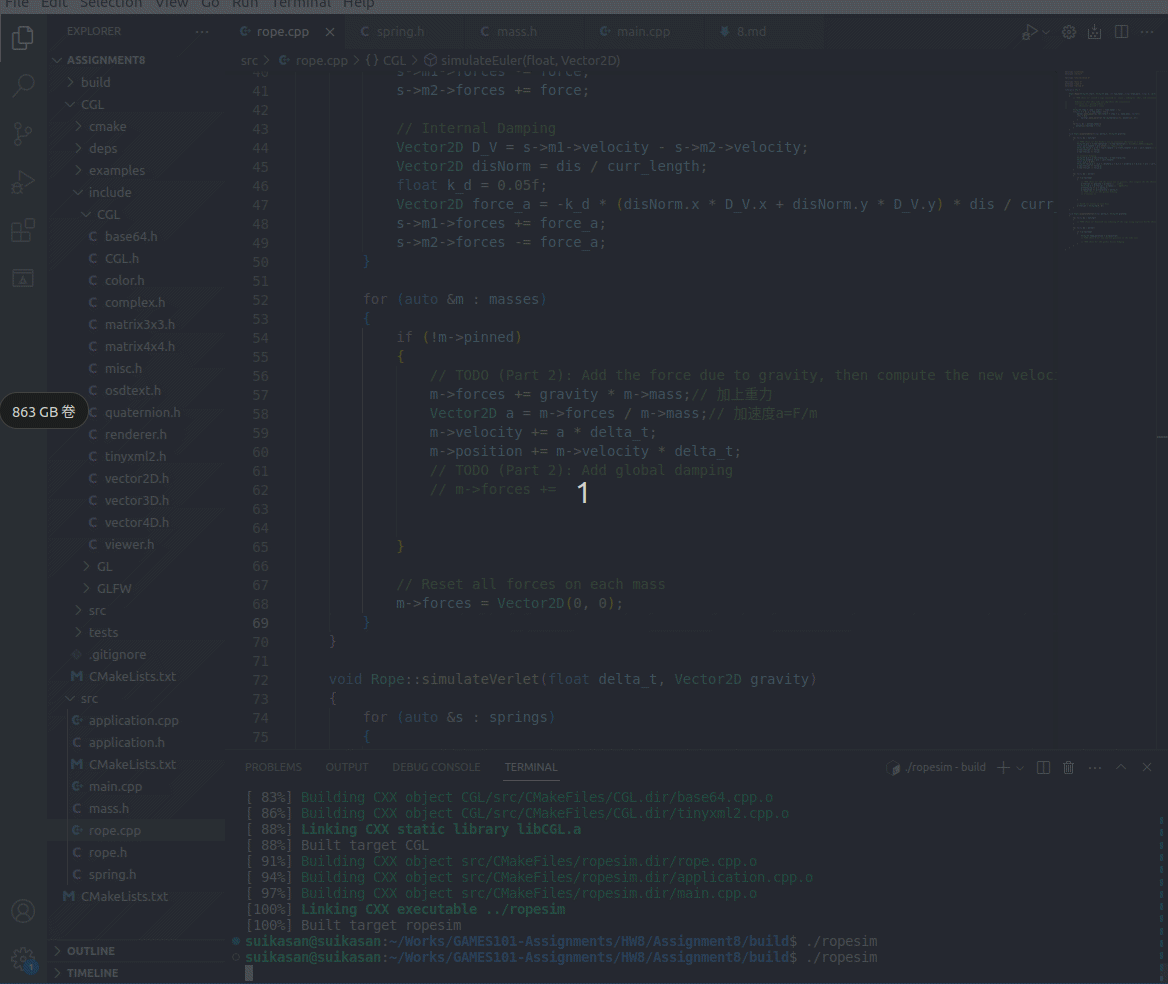 File Edit Selection View Go Run Terminal Help
EXPLORER
ASSIGNMENT8
build
CGL
cmake
deps
examples
include
CGL
base64.h
CGL.h
color.h
complex.h
matrix3x3.h
matrix4x4.h
misc.h
osdtext.h
quaternion.h
renderer.h
tinyxml2.h
vector2D.h
vector3D.h
vector4D.h
viewer.h
GL
GLFW
src
tests
.gitignore
CMakeLists.txt
src
application.cpp
application.h
CMakeLists.txt
main.cpp
mass.h
rope.cpp
rope.h
spring.h
CMakeLists.txt
OUTLINE
TIMELINE
863 GB 卷
1
rope.cpp spring.h mass.h main.cpp 8.md
src > rope.cpp > {} CGL > simulateEuler(float, Vector2D)
40 s->m1->forces -= force;
41 s->m2->forces += force;
42
43 // Internal Damping
44 Vector2D D_V = s->m1->velocity - s->m2->velocity;
45 Vector2D disNorm = dis / curr_length;
46 float k_d = 0.05f;
47 Vector2D force_a = -k_d * (disNorm.x * D_V.x + disNorm.y * D_V.y) * dis / curr
48 s->m1->forces += force_a;
49 s->m2->forces -= force_a;
50 }
51
52 for (auto &m : masses)
53 {
54 if (!m->pinned)
55 {
56 // TODO (Part 2): Add the force due to gravity, then compute the new veloc
57 m->forces += gravity * m->mass;// 加上重力
58 Vector2D a = m->forces / m->mass;// 加速度a=F/m
59 m->velocity += a * delta_t;
60 m->position += m->velocity * delta_t;
61 // TODO (Part 2): Add global damping
62 // m->forces +=
63
64
65 }
66
67 // Reset all forces on each mass
68 m->forces = Vector2D(0, 0);
69 }
70 }
71
72 void Rope::simulateVerlet(float delta_t, Vector2D gravity)
73 {
74 for (auto &s : springs)
75 {
1
PROBLEMS OUTPUT DEBUG CONSOLE TERMINAL ./ropesim - build
[ 83%] Building CXX object CGL/src/CMakeFiles/CGL.dir/base64.cpp.o
[ 86%] Building CXX object CGL/src/CMakeFiles/CGL.dir/tinyxml2.cpp.o
[ 88%] Linking CXX static library libCGL.a
[ 88%] Built target CGL
[ 91%] Building CXX object src/CMakeFiles/ropesim.dir/rope.cpp.o
[ 94%] Building CXX object src/CMakeFiles/ropesim.dir/application.cpp.o
[ 97%] Building CXX object src/CMakeFiles/ropesim.dir/main.cpp.o
[100%] Linking CXX executable ../ropesim
[100%] Built target ropesim
suikasan@suikasan:~/Works/GAMES101-Assignments/HW8/Assignment8/build$ ./ropesim
suikasan@suikasan:~/Works/GAMES101-Assignments/HW8/Assignment8/build$ ./ropesim